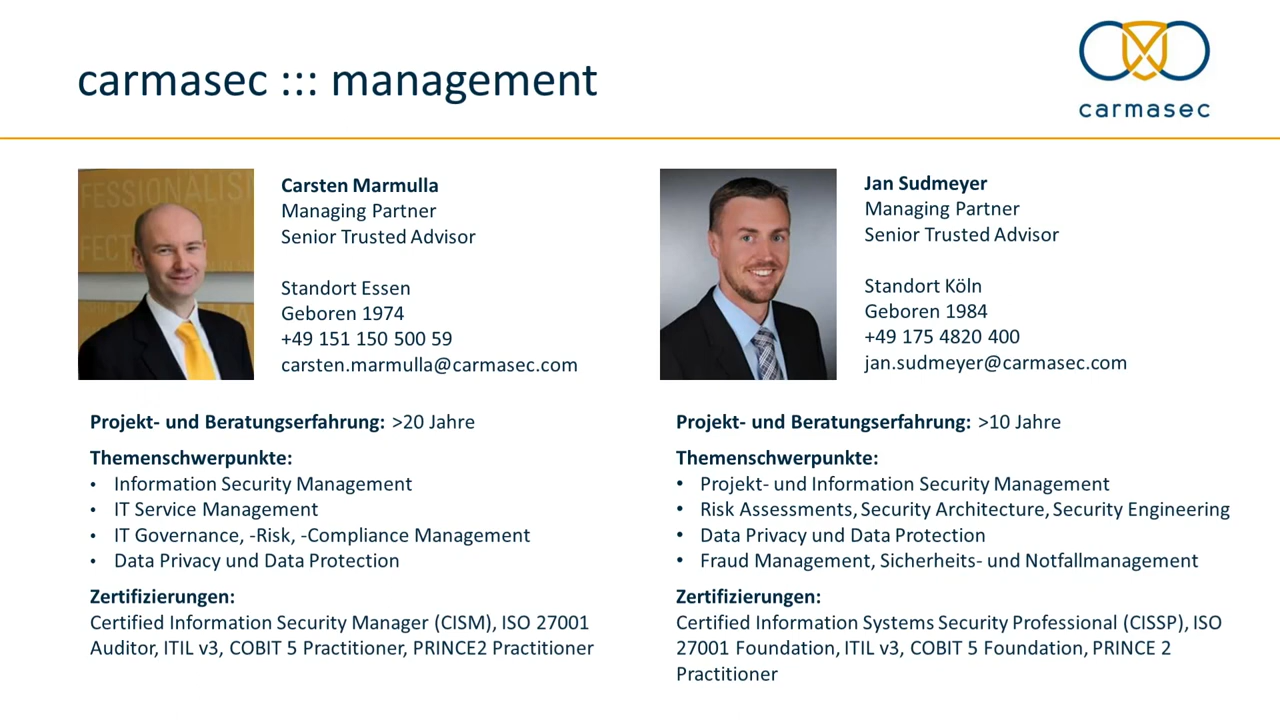 carmasec ::: management
carmasec
FESSIONALIS
FECT
Carsten Marmulla
Managing Partner
Senior Trusted Advisor
Standort Essen
Geboren 1974
+49 151 150 500 59
carsten.marmulla@carmasec.com
Projekt- und Beratungserfahrung: >20 Jahre
Themenschwerpunkte:
• Information Security Management
• IT Service Management
• IT Governance, -Risk, -Compliance Management
• Data Privacy und Data Protection
Zertifizierungen:
Certified Information Security Manager (CISM), ISO 27001
Auditor, ITIL v3, COBIT 5 Practitioner, PRINCE2 Practitioner
Jan Sudmeyer
Managing Partner
Senior Trusted Advisor
Standort Köln
Geboren 1984
+49 175 4820 400
jan.sudmeyer@carmasec.com
Projekt- und Beratungserfahrung: >10 Jahre
Themenschwerpunkte:
• Projekt- und Information Security Management
• Risk Assessments, Security Architecture, Security Engineering
• Data Privacy und Data Protection
• Fraud Management, Sicherheits- und Notfallmanagement
Zertifizierungen:
Certified Information Systems Security Professional (CISSP), ISO
27001 Foundation, ITIL v3, COBIT 5 Foundation, PRINCE 2
Practitioner